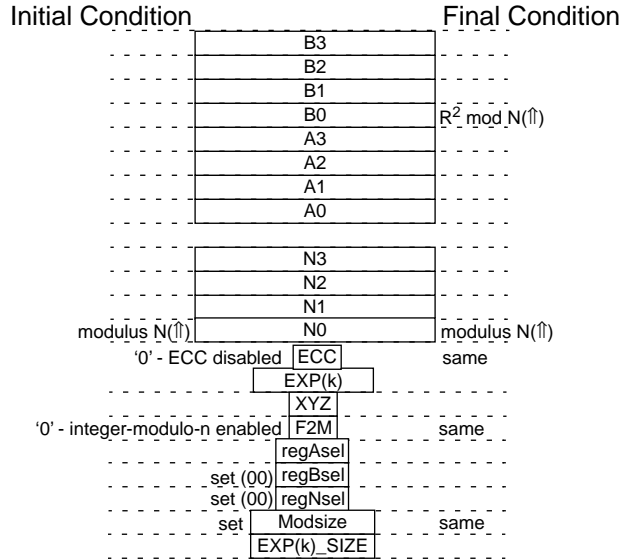 Initial Condition Final Condition
B3
B2
B1
B0 R² mod N(⇑)
A3
A2
A1
A0
N3
N2
N1
modulus N(⇑) N0 modulus N(⇑)
‘0’ - ECC disabled ECC same
EXP(k)
XYZ
‘0’ - integer-modulo-n enabled F2M same
regAsel
set (00) regBsel
set (00) regNsel
set Modsize same
EXP(k)_SIZE